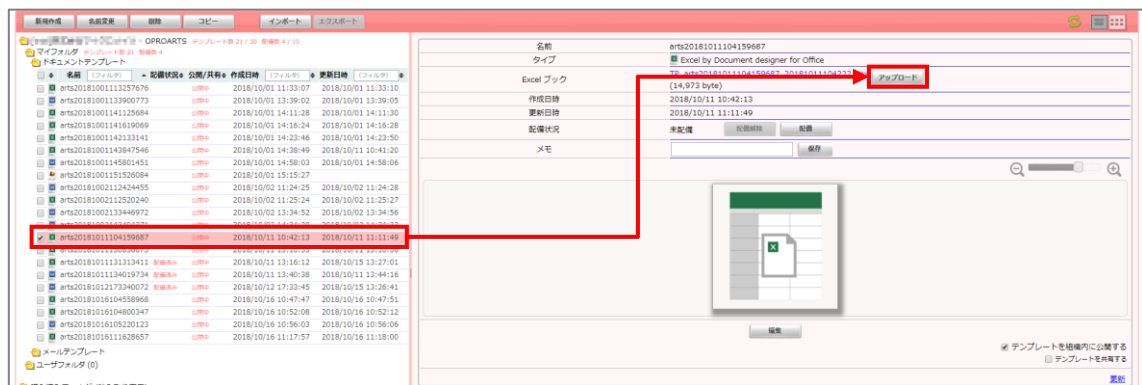 新規作成 名前変更 削除 コピー インポート エクスポート
OPROARTS テンプレート数 21 / 30 配備数 4 / 15
マイフォルダ テンプレート数 21 配備数 4
ドキュメントテンプレート
名前 (フィルタ) 配備状況 公開/共有 作成日時 (フィルタ) 更新日時 (フィルタ)
arts20181001113257676 公開中 2018/10/01 11:33:07 2018/10/01 11:33:10
arts20181001133900773 公開中 2018/10/01 13:39:02 2018/10/01 13:39:05
arts20181001141125684 公開中 2018/10/01 14:11:28 2018/10/01 14:11:30
arts20181001141619069 公開中 2018/10/01 14:16:24 2018/10/01 14:16:28
arts20181001142133141 公開中 2018/10/01 14:23:46 2018/10/01 14:23:50
arts20181001143847546 公開中 2018/10/01 14:38:49 2018/10/11 10:41:20
arts20181001145801451 公開中 2018/10/01 14:58:03 2018/10/01 14:58:06
arts20181001151526084 公開中 2018/10/01 15:15:27
arts20181002112424455 公開中 2018/10/02 11:24:25 2018/10/02 11:24:28
arts20181002112520240 公開中 2018/10/02 11:25:24 2018/10/02 11:25:27
arts20181002133446972 公開中 2018/10/02 13:34:52 2018/10/02 13:34:56
arts20181011104159687 公開中 2018/10/11 10:42:13 2018/10/11 11:11:49
arts20181011131313411 配備済み 公開中 2018/10/11 13:16:12 2018/10/15 13:27:01
arts20181011134019734 配備済み 公開中 2018/10/11 13:40:38 2018/10/11 13:44:16
arts20181012173340072 配備済み 公開中 2018/10/12 17:33:45 2018/10/15 13:26:41
arts20181016104558968 公開中 2018/10/16 10:47:47 2018/10/16 10:47:51
arts20181016104800347 公開中 2018/10/16 10:52:08 2018/10/16 10:52:12
arts20181016105220123 公開中 2018/10/16 10:56:03 2018/10/16 10:56:06
arts20181016111628657 公開中 2018/10/16 11:17:57 2018/10/16 11:18:00
メールテンプレート
ユーザフォルダ (0)
名前 arts20181011104159687
タイプ Excel by Document designer for Office
Excel ブック TP_arts20181011104159687_20181011104222 アップロード
(14,973 byte)
作成日時 2018/10/11 10:42:13
更新日時 2018/10/11 11:11:49
配備状況 未配備 配備解除 配備
メモ 保存
X
編集
テンプレートを組織内に公開する
テンプレートを共有する
更新